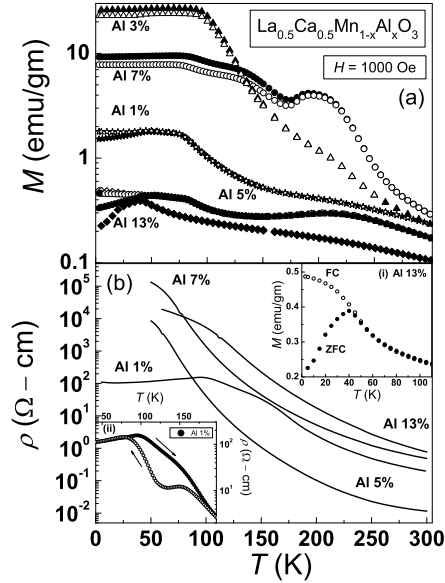 Al 3%
La0.5Ca0.5Mn1-xAlxO3
H = 1000 Oe
(a)
10
Al 7%
Al 1%
1
Al 5%
Al 13%
0.1
M (emu/gm)
(b)
Al 7%
10^5
10^4
10^3
10^2
10^1
10^0
10^-1
10^-2
Al 1%
Al 13%
Al 5%
ρ (Ω – cm)
0 50 100 150 200 250 300
T (K)
(i) Al 13%
FC
ZFC
0.5
0.4
0.3
0.2
M (emu/gm)
0 20 40 60 80 100
T (K)
T (K)
50 100 150
(ii)
Al 1%
10^2
10^1
ρ (Ω – cm)